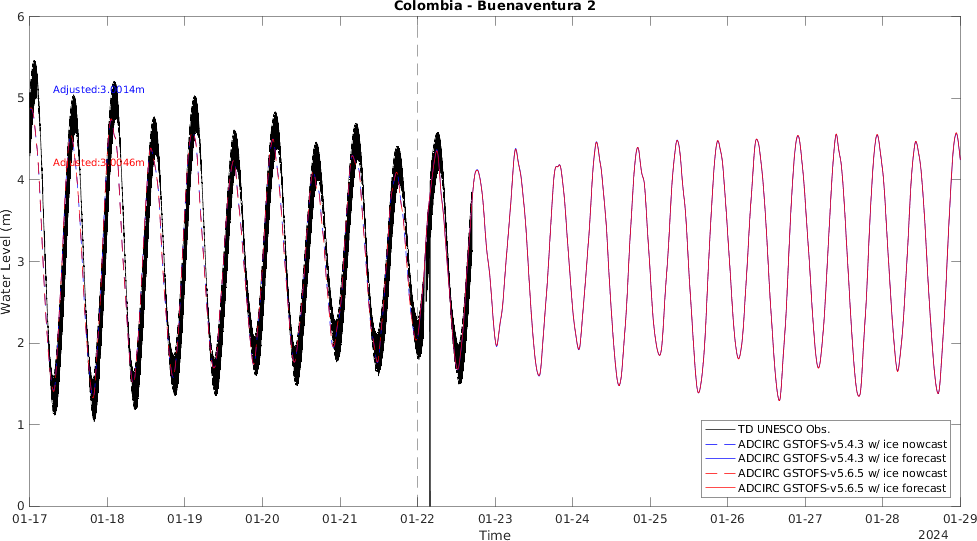 Colombia - Buenaventura 2
6
5
4
3
2
1
0
Water Level (m)
Adjusted:3.0014m
Adjusted:3.0046m
TD UNESCO Obs.
ADCIRC GSTOFS-v5.4.3 w/ ice nowcast
ADCIRC GSTOFS-v5.4.3 w/ ice forecast
ADCIRC GSTOFS-v5.6.5 w/ ice nowcast
ADCIRC GSTOFS-v5.6.5 w/ ice forecast
01-17 01-18 01-19 01-20 01-21 01-22 01-23 01-24 01-25 01-26 01-27 01-28 01-29
Time
2024